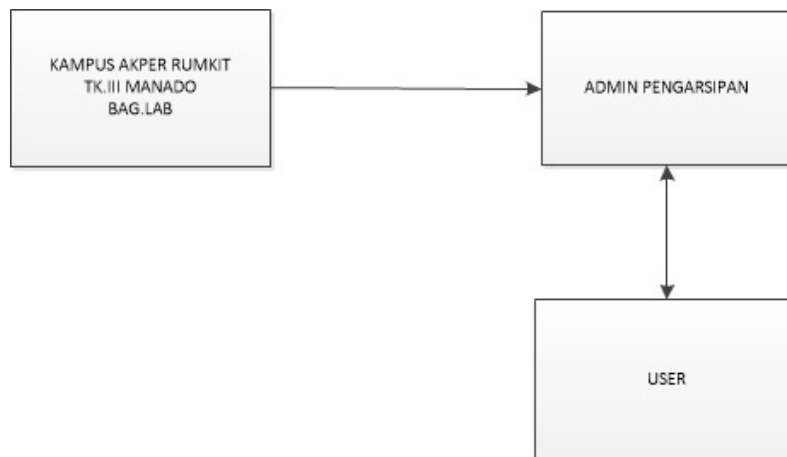 KAMPUS AKPER RUMKIT
TK.III MANADO
BAG.LAB
ADMIN PENGARSIPAN
USER